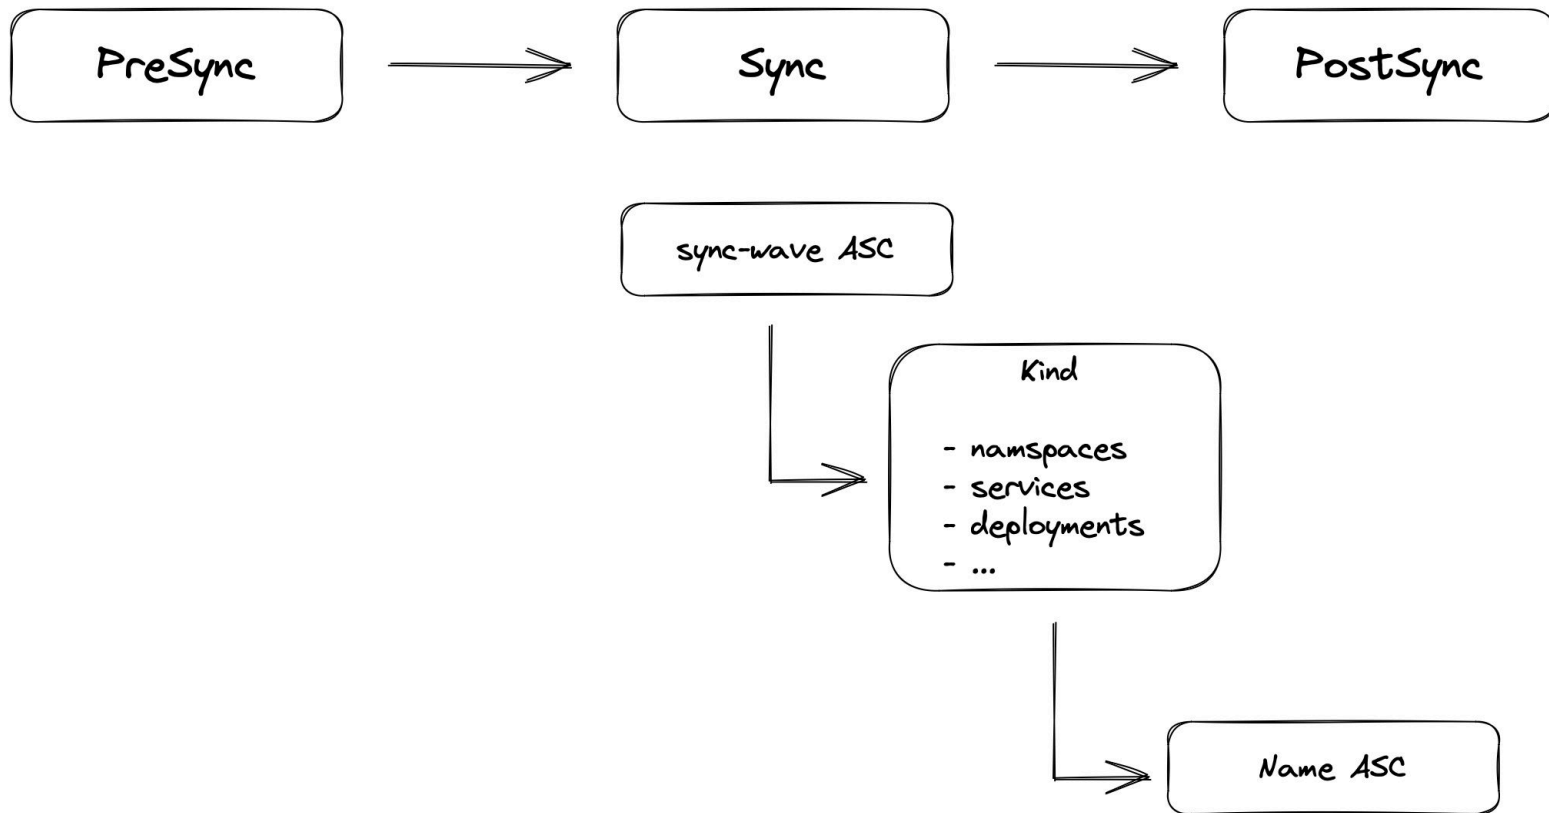 PreSync
Sync
PostSync
sync-wave ASC
Kind
- namspaces
- services
- deployments
- ...
Name ASC